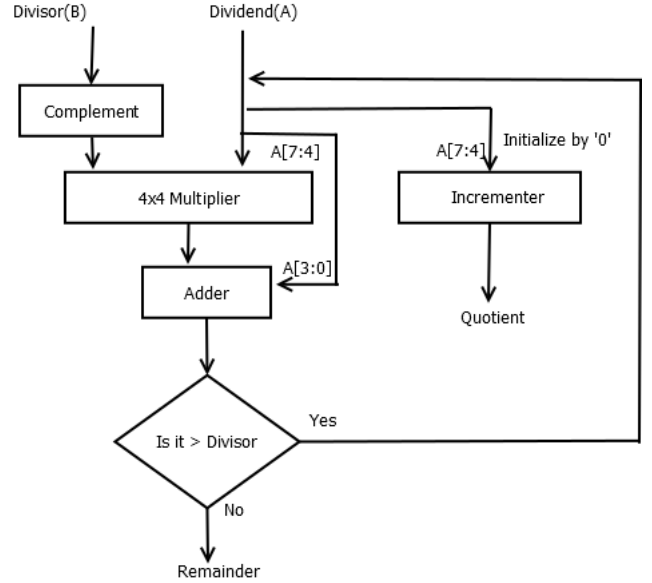 Divisor(B)
Dividend(A)
Complement
A[7:4]
A[7:4]
Initialize by '0'
4x4 Multiplier
Incrementer
A[3:0]
Adder
Quotient
Is it > Divisor
Yes
No
Remainder